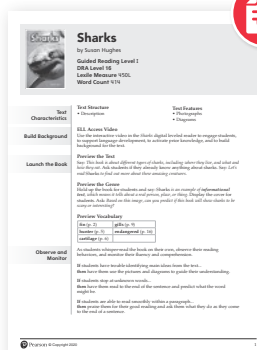 Sharks
Sharks
by Susan Hughes
Guided Reading Level I
DRA Level 16
Lexile Measure 450L
Word Count 474
Text
Characteristics
Text Structure
• Description
Text Features
• Photographs
• Diagrams
Build Background
ELL Access Video
Use the interactive video in the Sharks digital leveled reader to engage students,
to support language development, to activate prior knowledge, and to build
background for the text.
Launch the Book
Preview the Text
Say: This book is about different types of sharks, including where they live, and what and
how they eat. Ask students if they already know anything about sharks. Say: Let's
read Sharks to find out more about these amazing creatures.
Preview the Genre
Hold up the book for students and say: Sharks is an example of informational
text, which means it tells about a real person, place, or thing. Display the cover for
students. Ask: Based on this image, can you predict if this book will show sharks to be
scary or interesting?
Preview Vocabulary
fin (p. 2)
gills (p. 9)
hunter (p. 5)
endangered (p. 16)
cartilage (p. 6)
Observe and
Monitor
As students whisper-read the book on their own, observe their reading
behaviors, and monitor their fluency and comprehension.
If students have trouble identifying main ideas from the text...
then have them use the pictures and diagrams to guide their understanding.
If students stop at unknown words...
then have them read to the end of the sentence and predict what the word
might be.
If students are able to read smoothly within a paragraph...
then praise them for their good reading and ask them what they do as they come
to the end of a sentence.
Pearson © Copyright 2020
1